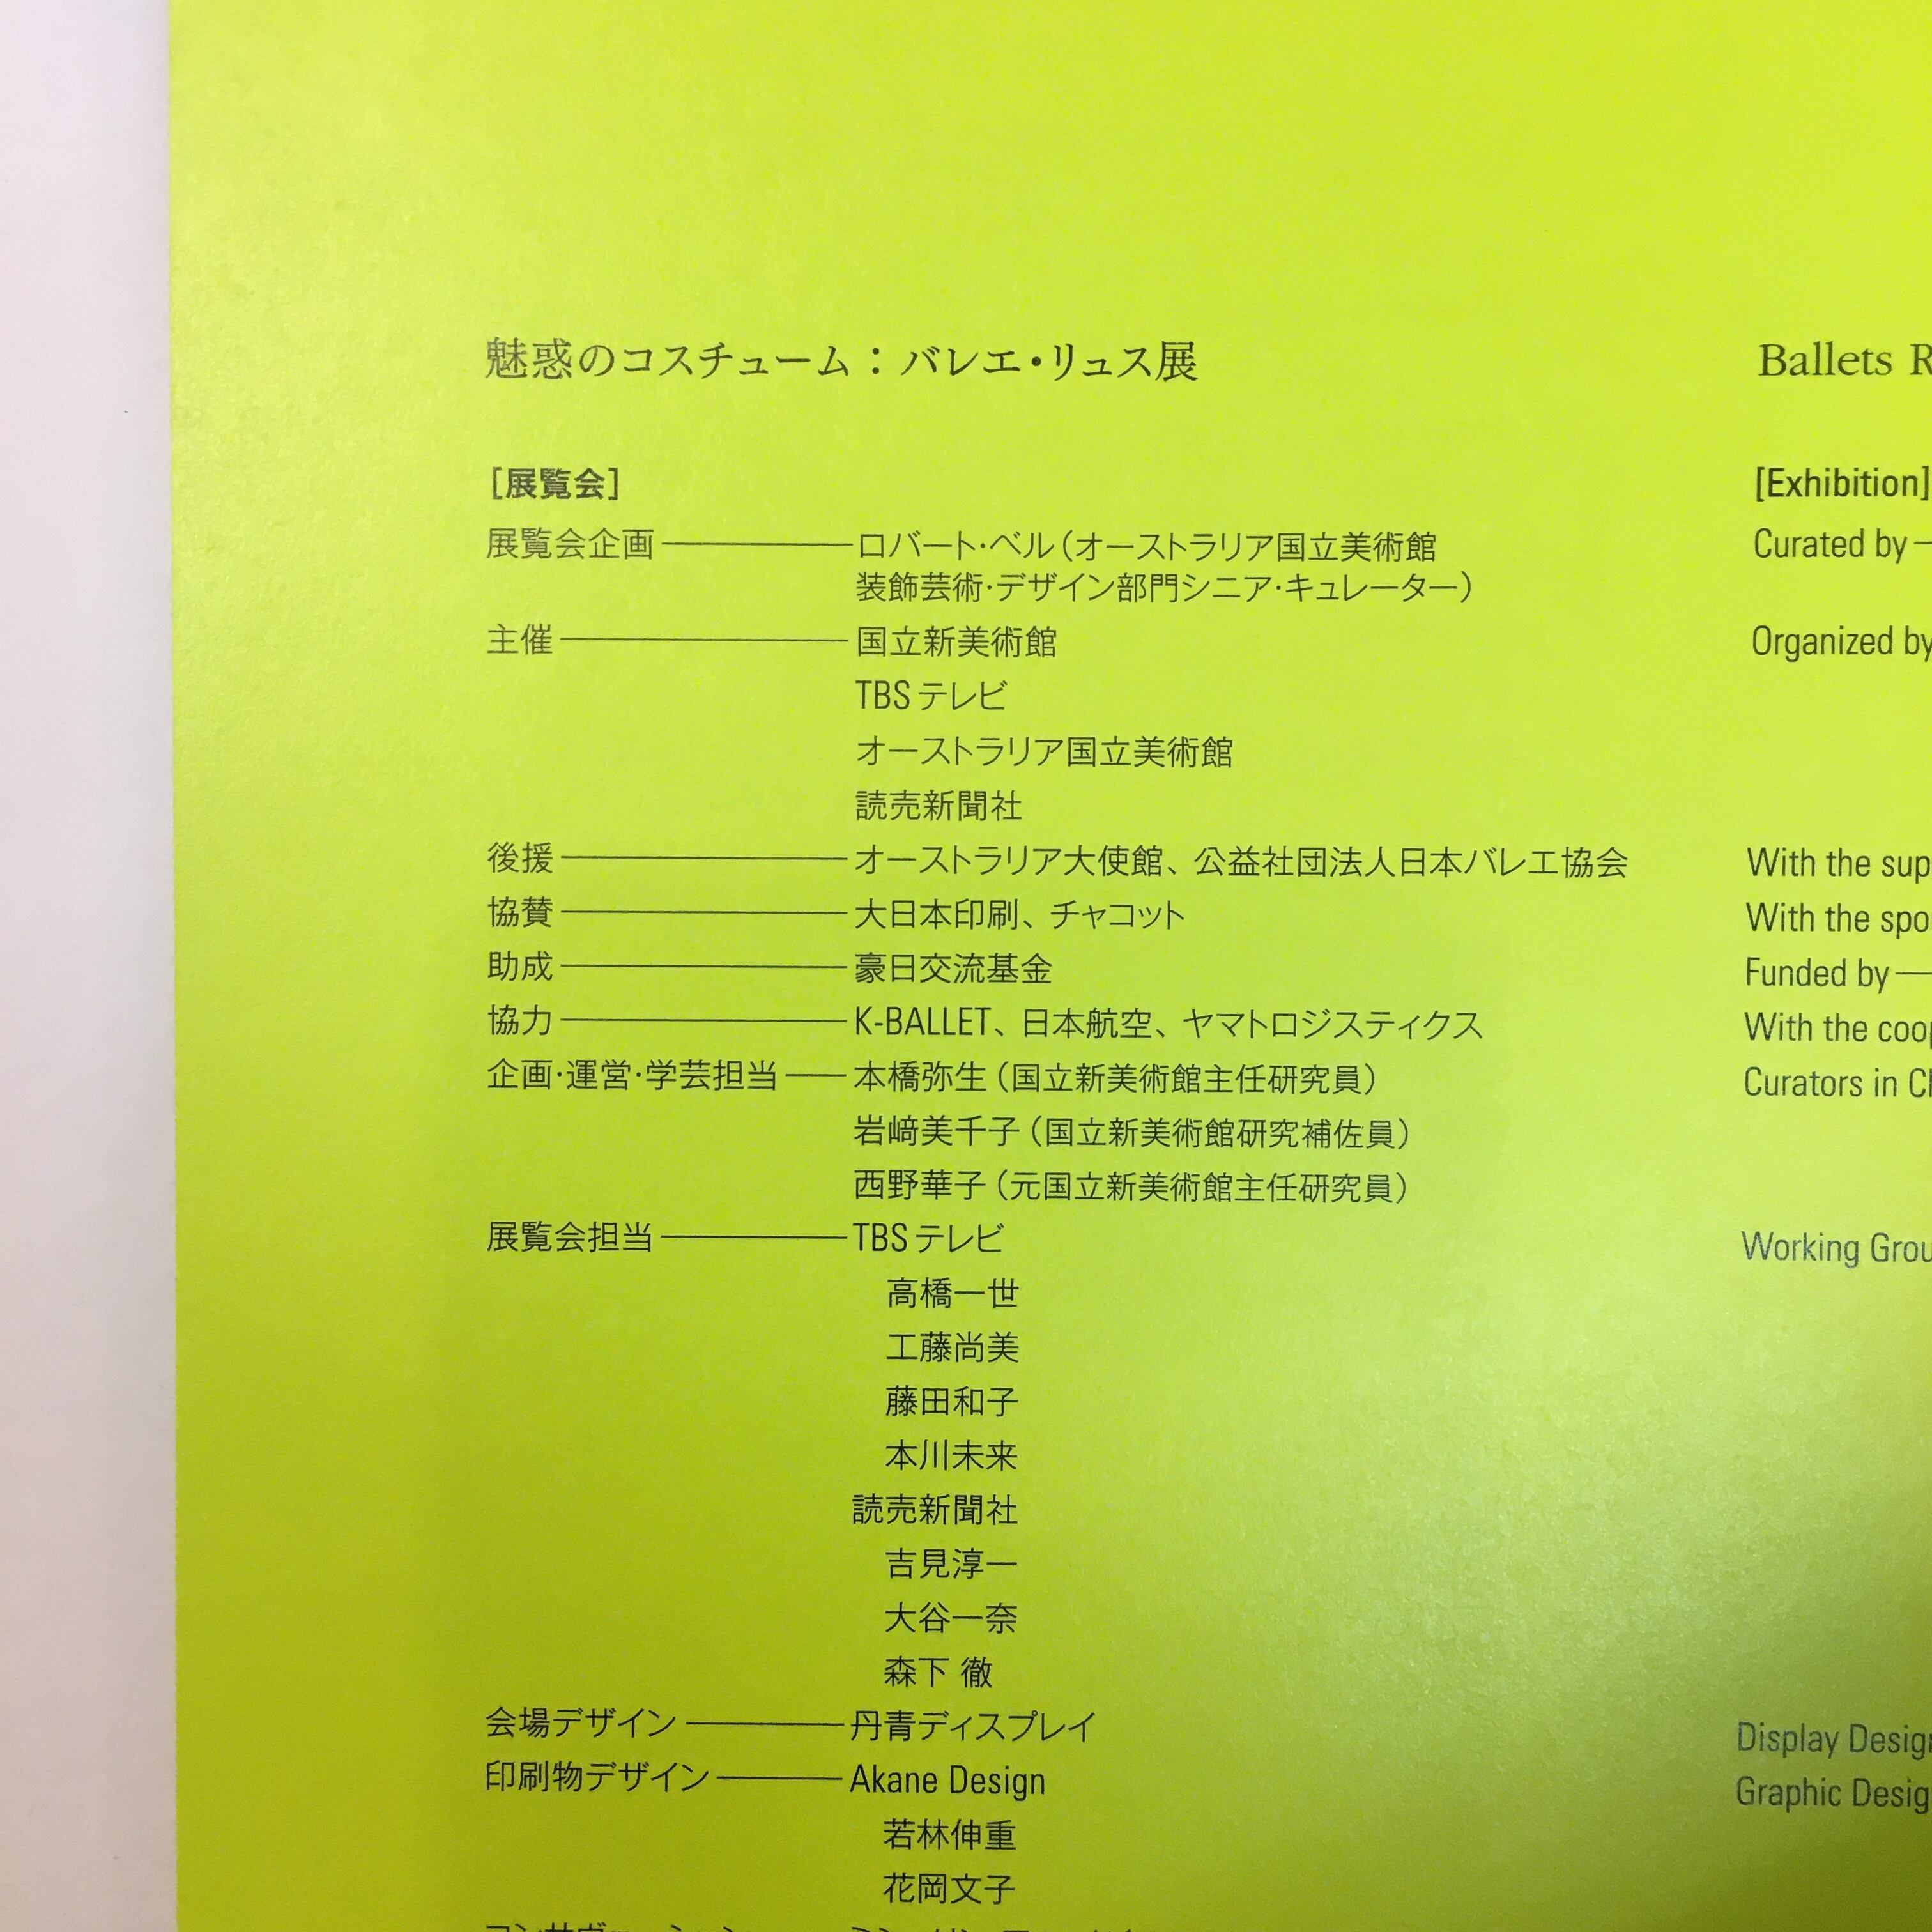 魅惑のコスチューム：バレエ・リュス展
[展覧会]
展覧会企画 ロバート・ベル（オーストラリア国立美術館
装飾芸術・デザイン部門シニア・キュレーター）
主催 国立新美術館
TBSテレビ
オーストラリア国立美術館
読売新聞社
後援 オーストラリア大使館、公益社団法人日本バレエ協会
協賛 大日本印刷、チャコット
助成 豪日交流基金
協力 K-BALLET、日本航空、ヤマトロジスティクス
企画・運営・学芸担当 本橋弥生（国立新美術館主任研究員）
岩﨑美千子（国立新美術館研究補佐員）
西野華子（元国立新美術館主任研究員）
展覧会担当 TBSテレビ
高橋一世
工藤尚美
藤田和子
本川未来
読売新聞社
吉見淳一
大谷一奈
森下 徹
会場デザイン 丹青ディスプレイ
印刷物デザイン Akane Design
若林伸重
花岡文子
Ballets
[Exhibition]
Curated by
Organized by
With the
With the
Funded by
With the
Curators in
Working
Display
Graphic